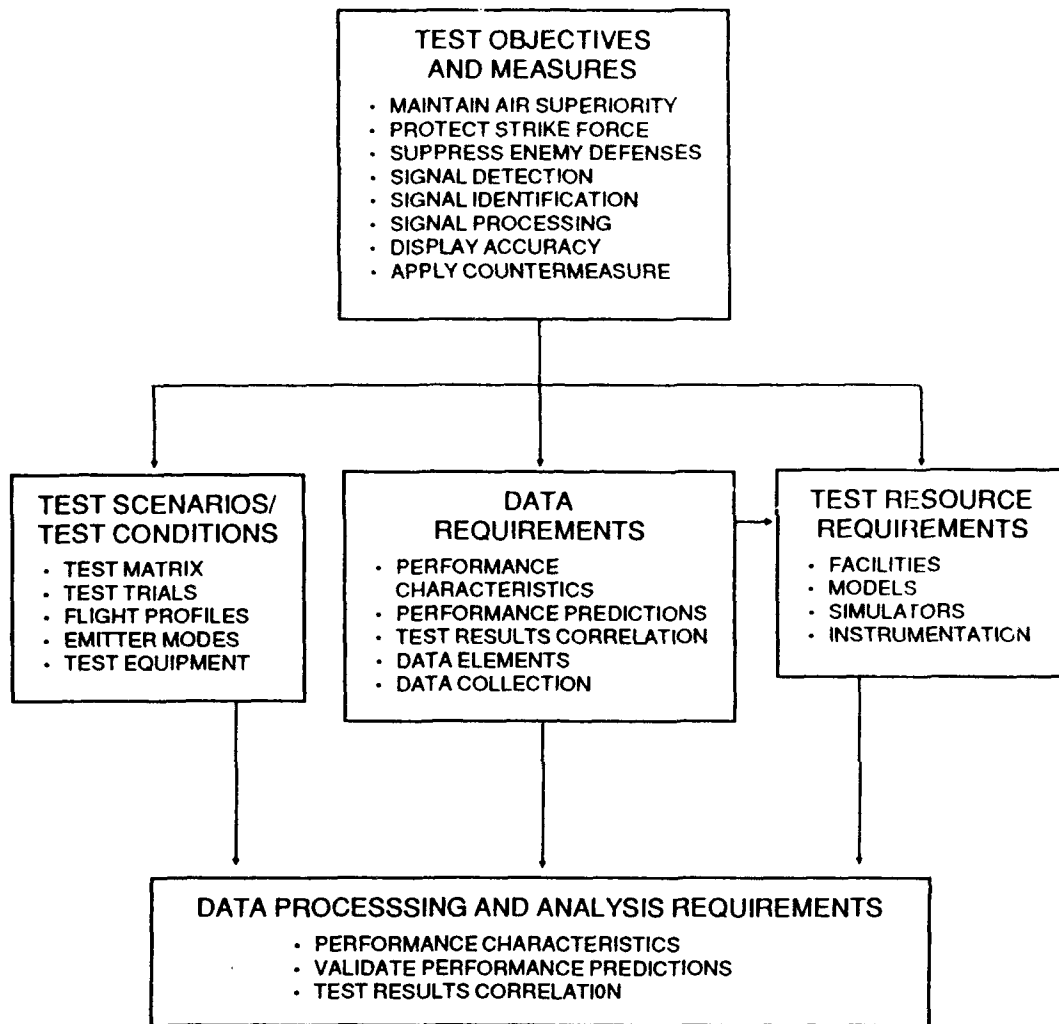 TEST OBJECTIVES
AND MEASURES
· MAINTAIN AIR SUPERIORITY
· PROTECT STRIKE FORCE
· SUPPRESS ENEMY DEFENSES
· SIGNAL DETECTION
· SIGNAL IDENTIFICATION
· SIGNAL PROCESSING
· DISPLAY ACCURACY
· APPLY COUNTERMEASURE
TEST SCENARIOS/
TEST CONDITIONS
· TEST MATRIX
· TEST TRIALS
· FLIGHT PROFILES
· EMITTER MODES
· TEST EQUIPMENT
DATA
REQUIREMENTS
· PERFORMANCE
CHARACTERISTICS
· PERFORMANCE PREDICTIONS
· TEST RESULTS CORRELATION
· DATA ELEMENTS
· DATA COLLECTION
TEST RESOURCE
REQUIREMENTS
· FACILITIES
· MODELS
· SIMULATORS
· INSTRUMENTATION
DATA PROCESSSING AND ANALYSIS REQUIREMENTS
· PERFORMANCE CHARACTERISTICS
· VALIDATE PERFORMANCE PREDICTIONS
· TEST RESULTS CORRELATION